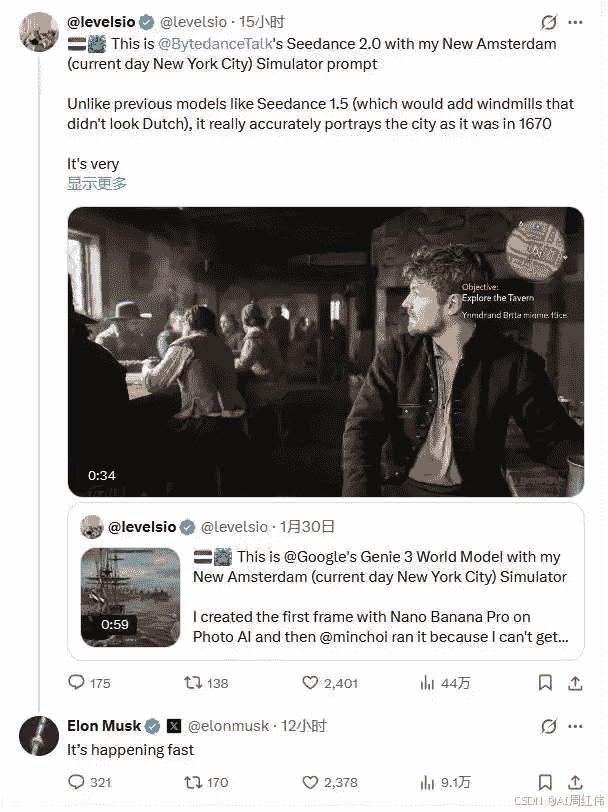 @levelsio @levelsio · 15小时
This is @BytedanceTalk's Seedance 2.0 with my New Amsterdam
(current day New York City) Simulator prompt
Unlike previous models like Seedance 1.5 (which would add windmills that
didn't look Dutch), it really accurately portrays the city as it was in 1670
It's very
显示更多
Objective:
Explore the Tavern
0:34
@levelsio @levelsio · 1月30日
This is @Google's Genie 3 World Model with my
New Amsterdam (current day New York City) Simulator
I created the first frame with Nano Banana Pro on
Photo AI and then @minchoi ran it because I can't get...
0:59
175 138 2,401 44万
Elon Musk @elonmusk · 12小时
It's happening fast
321 170 2,378 9.1万
CSDN @AI周红伟